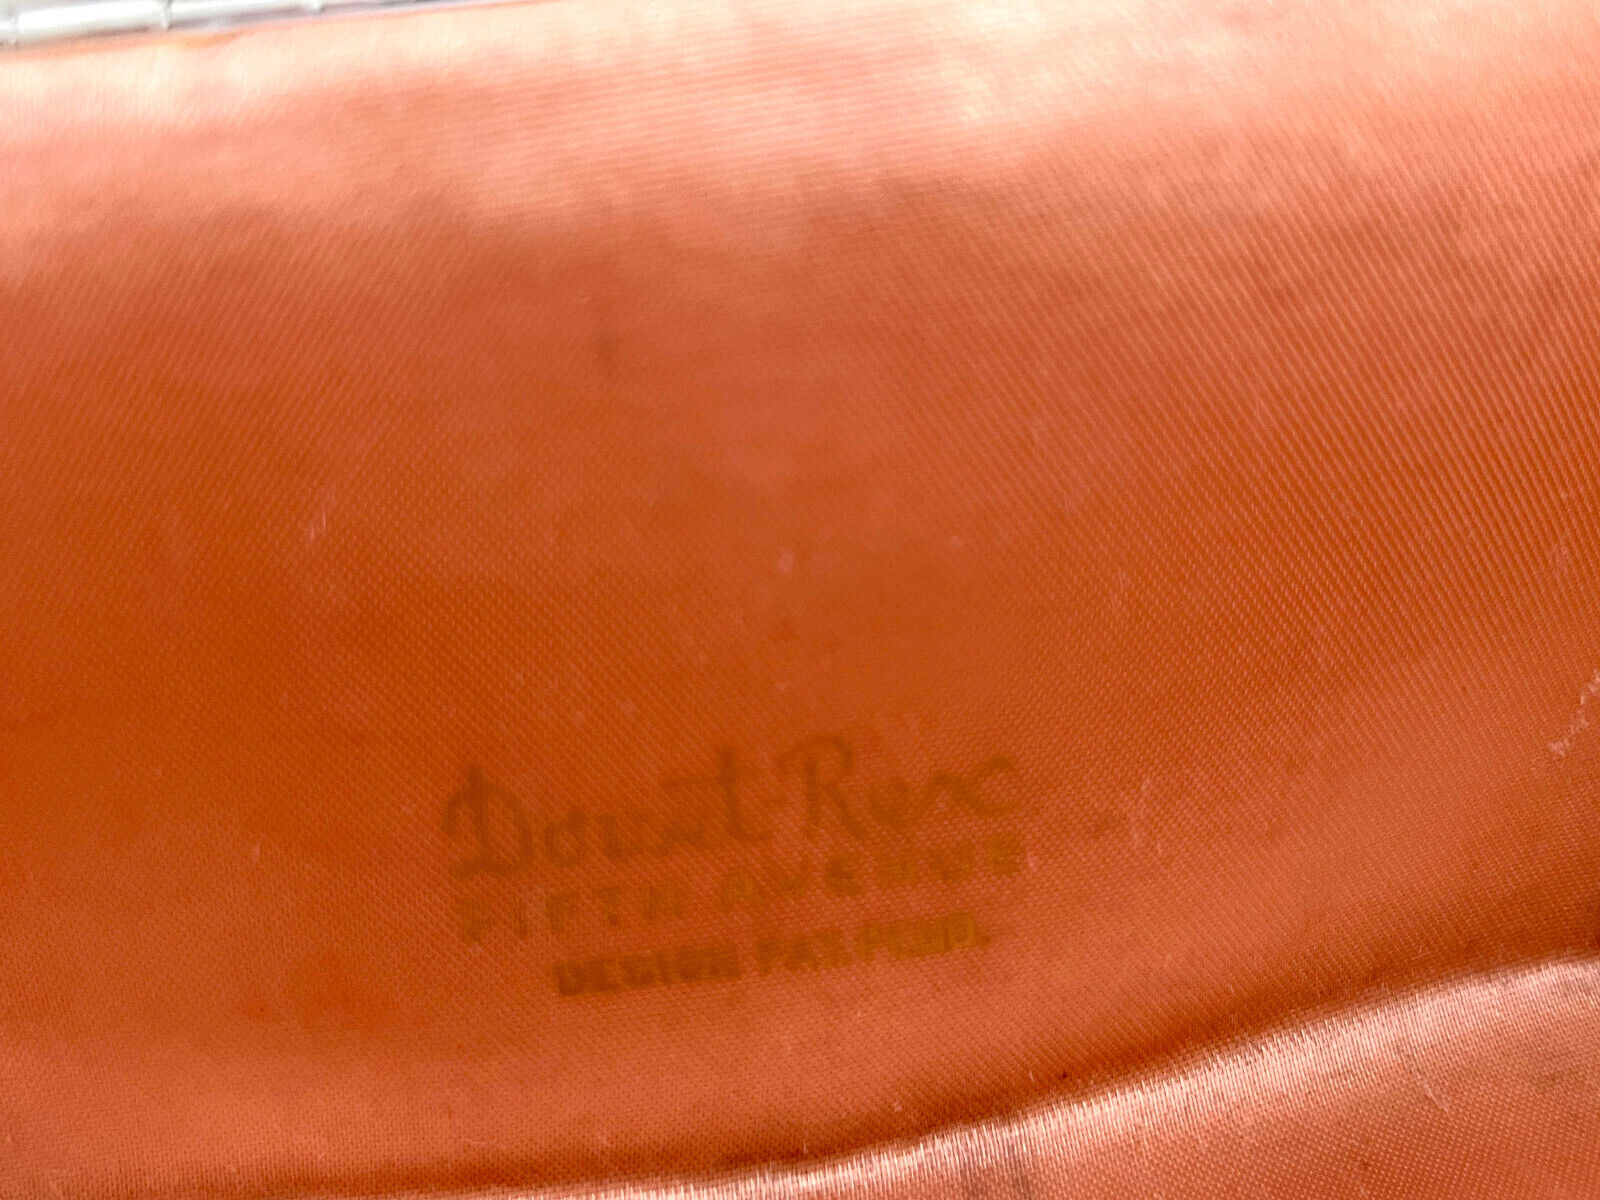 Dorset-Rex
FIFTH AVENUE
DESIGN PAT. PEND.